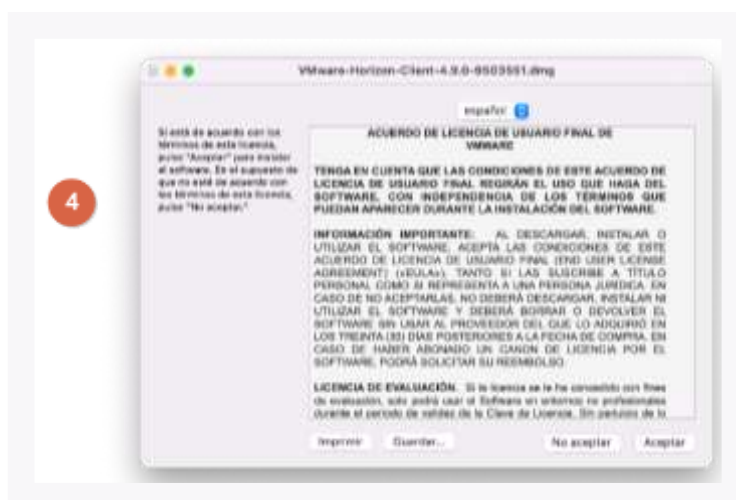 VMware-Horizon-Client-4.9.0-9503551.dmg
español
Si está de acuerdo con los
términos de esta licencia,
pulse "Aceptar" para instalar
el software. En el supuesto de
que no esté de acuerdo con
los términos de esta licencia,
pulse "No aceptar."
4
ACUERDO DE LICENCIA DE USUARIO FINAL DE
VMWARE
TENGA EN CUENTA QUE LAS CONDICIONES DE ESTE ACUERDO DE
LICENCIA DE USUARIO FINAL REGIRÁN EL USO QUE HAGA DEL
SOFTWARE, CON INDEPENDENCIA DE LOS TÉRMINOS QUE
PUEDAN APARECER DURANTE LA INSTALACIÓN DEL SOFTWARE.
INFORMACIÓN IMPORTANTE: AL DESCARGAR, INSTALAR O
UTILIZAR EL SOFTWARE, ACEPTA LAS CONDICIONES DE ESTE
ACUERDO DE LICENCIA DE USUARIO FINAL (END USER LICENSE
AGREEMENT) («EULA»), TANTO SI LAS SUSCRIBE A TÍTULO
PERSONAL COMO SI REPRESENTA A UNA PERSONA JURÍDICA. EN
CASO DE NO ACEPTARLAS, NO DEBERÁ DESCARGAR, INSTALAR NI
UTILIZAR EL SOFTWARE Y DEBERÁ BORRAR O DEVOLVER EL
SOFTWARE SIN USAR AL PROVEEDOR DEL QUE LO ADQUIRIÓ EN
LOS TREINTA (30) DÍAS POSTERIORES A LA FECHA DE COMPRA. EN
CASO DE HABER ABONADO UN CANON DE LICENCIA POR EL
SOFTWARE, PODRÁ SOLICITAR SU REEMBOLSO.
LICENCIA DE EVALUACIÓN. Si la licencia se le ha concedido con fines
de evaluación, solo podrá usar el Software en entornos no profesionales
durante el periodo de validez de la Clave de Licencia. Sin perjuicio de lo
Imprimir Guardar... No aceptar Aceptar